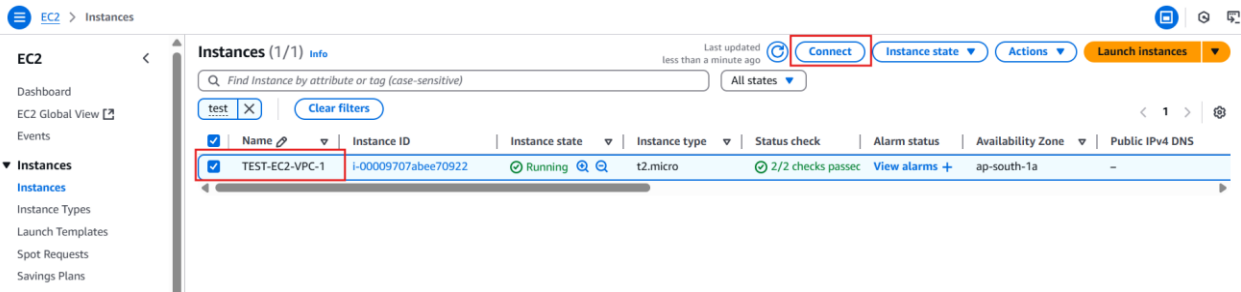 EC2 > Instances
EC2
Dashboard
EC2 Global View
Events
Instances
Instances
Instance Types
Launch Templates
Spot Requests
Savings Plans
Instances (1/1) Info
Last updated
less than a minute ago
Connect
Instance state
Actions
Launch instances
Find Instance by attribute or tag (case-sensitive)
All states
test
Clear filters
1
Name Instance ID Instance state Instance type Status check Alarm status Availability Zone Public IPv4 DNS
TEST-EC2-VPC-1 i-00009707abee70922 Running t2.micro 2/2 checks passec View alarms + ap-south-1a –